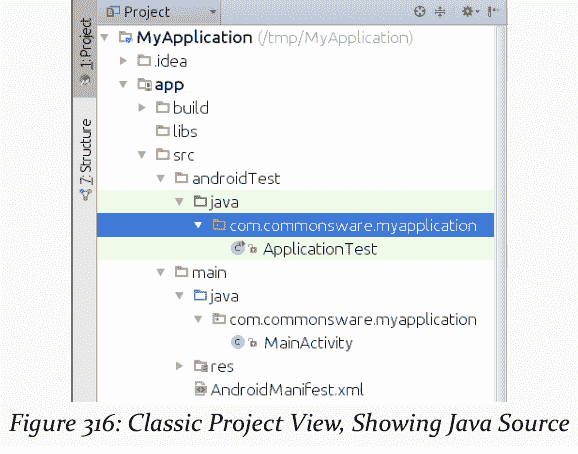 Project
1: Project
7: Structure
MyApplication (/tmp/MyApplication)
.idea
app
build
libs
src
androidTest
java
com.commonsware.myapplication
ApplicationTest
main
java
com.commonsware.myapplication
MainActivity
res
AndroidManifest.xml
Figure 316: Classic Project View, Showing Java Source